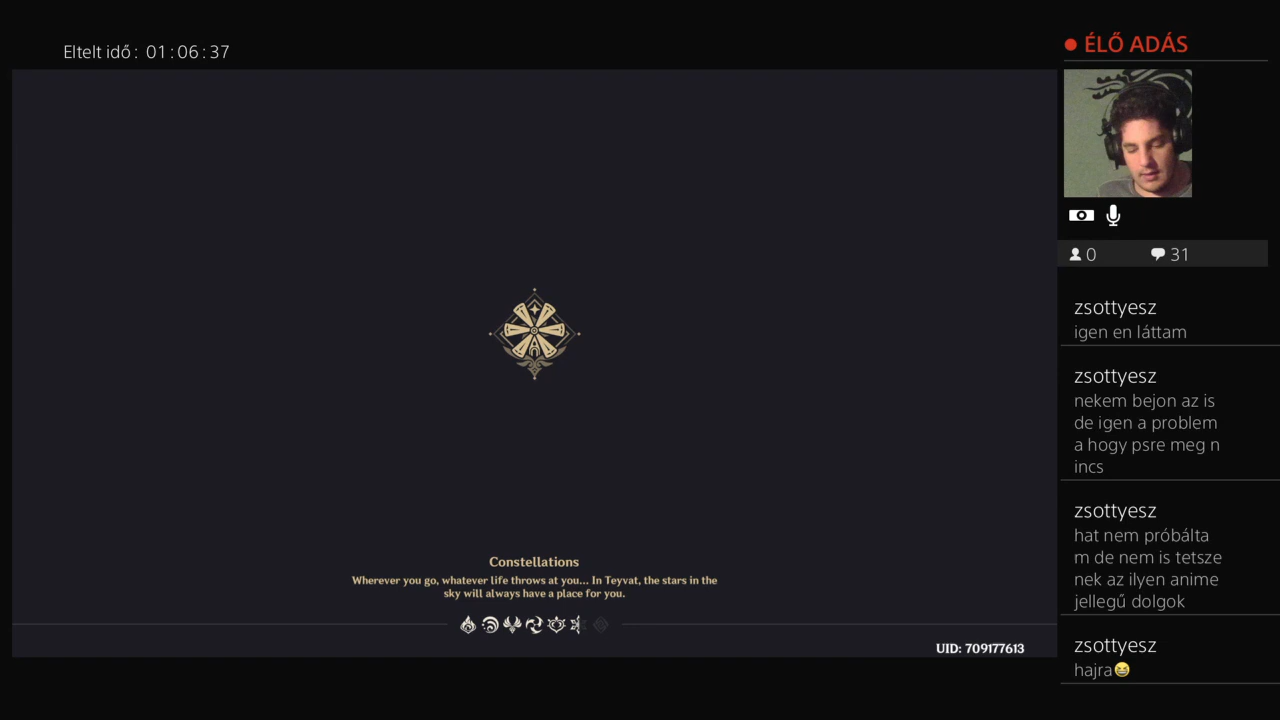 Eltelt idő : 01 : 06 : 37
ÉLŐ ADÁS
0 31
zsottyesz
igen en láttam
zsottyesz
nekem bejon az is
de igen a problem
a hogy psre meg n
incs
zsottyesz
hat nem próbálta
m de nem is tetsze
nek az ilyen anime
jellegű dolgok
zsottyesz
hajra😆
Constellations
Wherever you go, whatever life throws at you... In Teyvat, the stars in the
sky will always have a place for you.
UID: 709177613